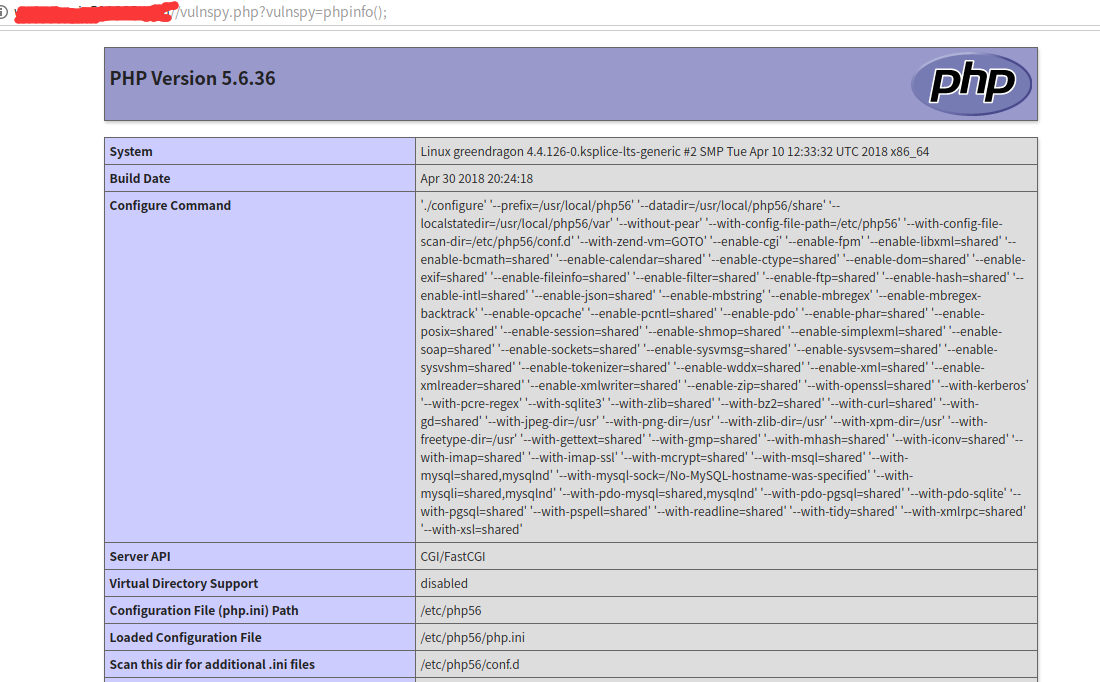 /vulnspy.php?vulnspy=phpinfo();
PHP Version 5.6.36
php
System
Linux greendragon 4.4.126-0.ksplice-lts-generic #2 SMP Tue Apr 10 12:33:32 UTC 2018 x86_64
Build Date
Apr 30 2018 20:24:18
Configure Command
'./configure' '--prefix=/usr/local/php56' '--datadir=/usr/local/php56/share' '--
localstatedir=/usr/local/php56/var' '--without-pear' '--with-config-file-path=/etc/php56' '--with-config-file-
scan-dir=/etc/php56/conf.d' '--with-zend-vm=GOTO' '--enable-cgi' '--enable-fpm' '--enable-libxml=shared' '--
enable-bcmath=shared' '--enable-calendar=shared' '--enable-ctype=shared' '--enable-dom=shared' '--enable-
exif=shared' '--enable-fileinfo=shared' '--enable-filter=shared' '--enable-ftp=shared' '--enable-hash=shared' '--
enable-intl=shared' '--enable-json=shared' '--enable-mbstring' '--enable-mbregex' '--enable-mbregex-
backtrack' '--enable-opcache' '--enable-pcntl=shared' '--enable-pdo' '--enable-phar=shared' '--enable-
posix=shared' '--enable-session=shared' '--enable-shmop=shared' '--enable-simplexml=shared' '--enable-
soap=shared' '--enable-sockets=shared' '--enable-sysvmsg=shared' '--enable-sysvsem=shared' '--enable-
sysvshm=shared' '--enable-tokenizer=shared' '--enable-wddx=shared' '--enable-xml=shared' '--enable-
xmlreader=shared' '--enable-xmlwriter=shared' '--enable-zip=shared' '--with-openssl=shared' '--with-kerberos'
'--with-pcre-regex' '--with-sqlite3' '--with-zlib=shared' '--with-bz2=shared' '--with-curl=shared' '--with-
gd=shared' '--with-jpeg-dir=/usr' '--with-png-dir=/usr' '--with-zlib-dir=/usr' '--with-xpm-dir=/usr' '--with-
freetype-dir=/usr' '--with-gettext=shared' '--with-gmp=shared' '--with-mhash=shared' '--with-iconv=shared' '--
with-imap=shared' '--with-imap-ssl' '--with-mcrypt=shared' '--with-msql=shared' '--with-
mysql=shared,mysqlnd' '--with-mysql-sock=/No-MySQL-hostname-was-specified' '--with-
mysqli=shared,mysqlnd' '--with-pdo-mysql=shared,mysqlnd' '--with-pdo-pgsql=shared' '--with-pdo-sqlite' '--
with-pgsql=shared' '--with-pspell=shared' '--with-readline=shared' '--with-tidy=shared' '--with-xmlrpc=shared'
'--with-xsl=shared'
Server API
CGI/FastCGI
Virtual Directory Support
disabled
Configuration File (php.ini) Path
/etc/php56
Loaded Configuration File
/etc/php56/php.ini
Scan this dir for additional .ini files
/etc/php56/conf.d